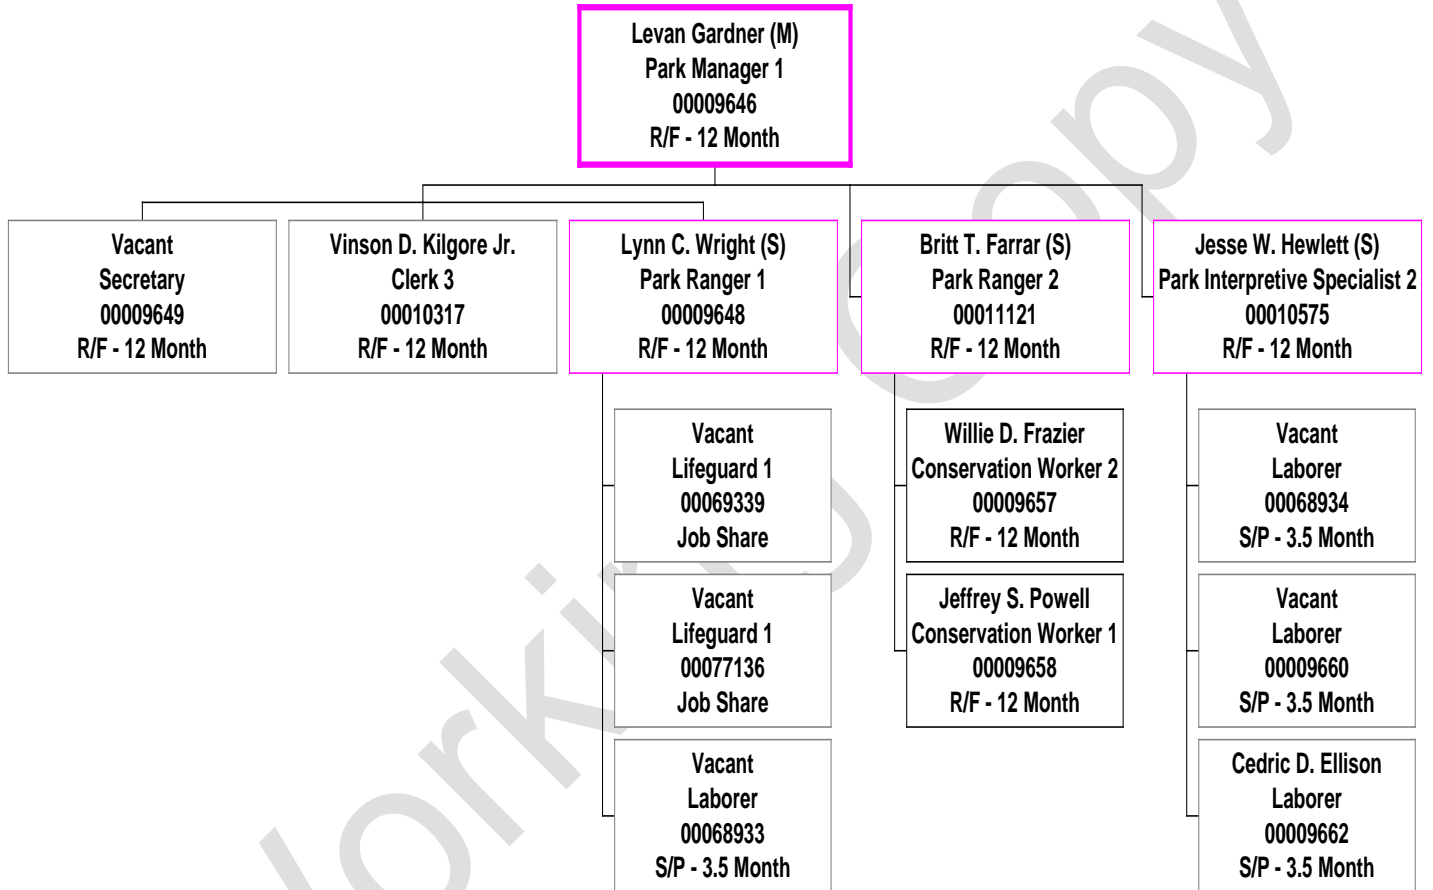 Levan Gardner (M)
Park Manager 1
00009646
R/F - 12 Month
Vacant
Secretary
00009649
R/F - 12 Month
Vinson D. Kilgore Jr.
Clerk 3
00010317
R/F - 12 Month
Lynn C. Wright (S)
Park Ranger 1
00009648
R/F - 12 Month
Britt T. Farrar (S)
Park Ranger 2
00011121
R/F - 12 Month
Jesse W. Hewlett (S)
Park Interpretive Specialist 2
00010575
R/F - 12 Month
Vacant
Lifeguard 1
00069339
Job Share
Vacant
Lifeguard 1
00077136
Job Share
Vacant
Laborer
00068933
S/P - 3.5 Month
Willie D. Frazier
Conservation Worker 2
00009657
R/F - 12 Month
Jeffrey S. Powell
Conservation Worker 1
00009658
R/F - 12 Month
Vacant
Laborer
00068934
S/P - 3.5 Month
Vacant
Laborer
00009660
S/P - 3.5 Month
Cedric D. Ellison
Laborer
00009662
S/P - 3.5 Month
Working Copy